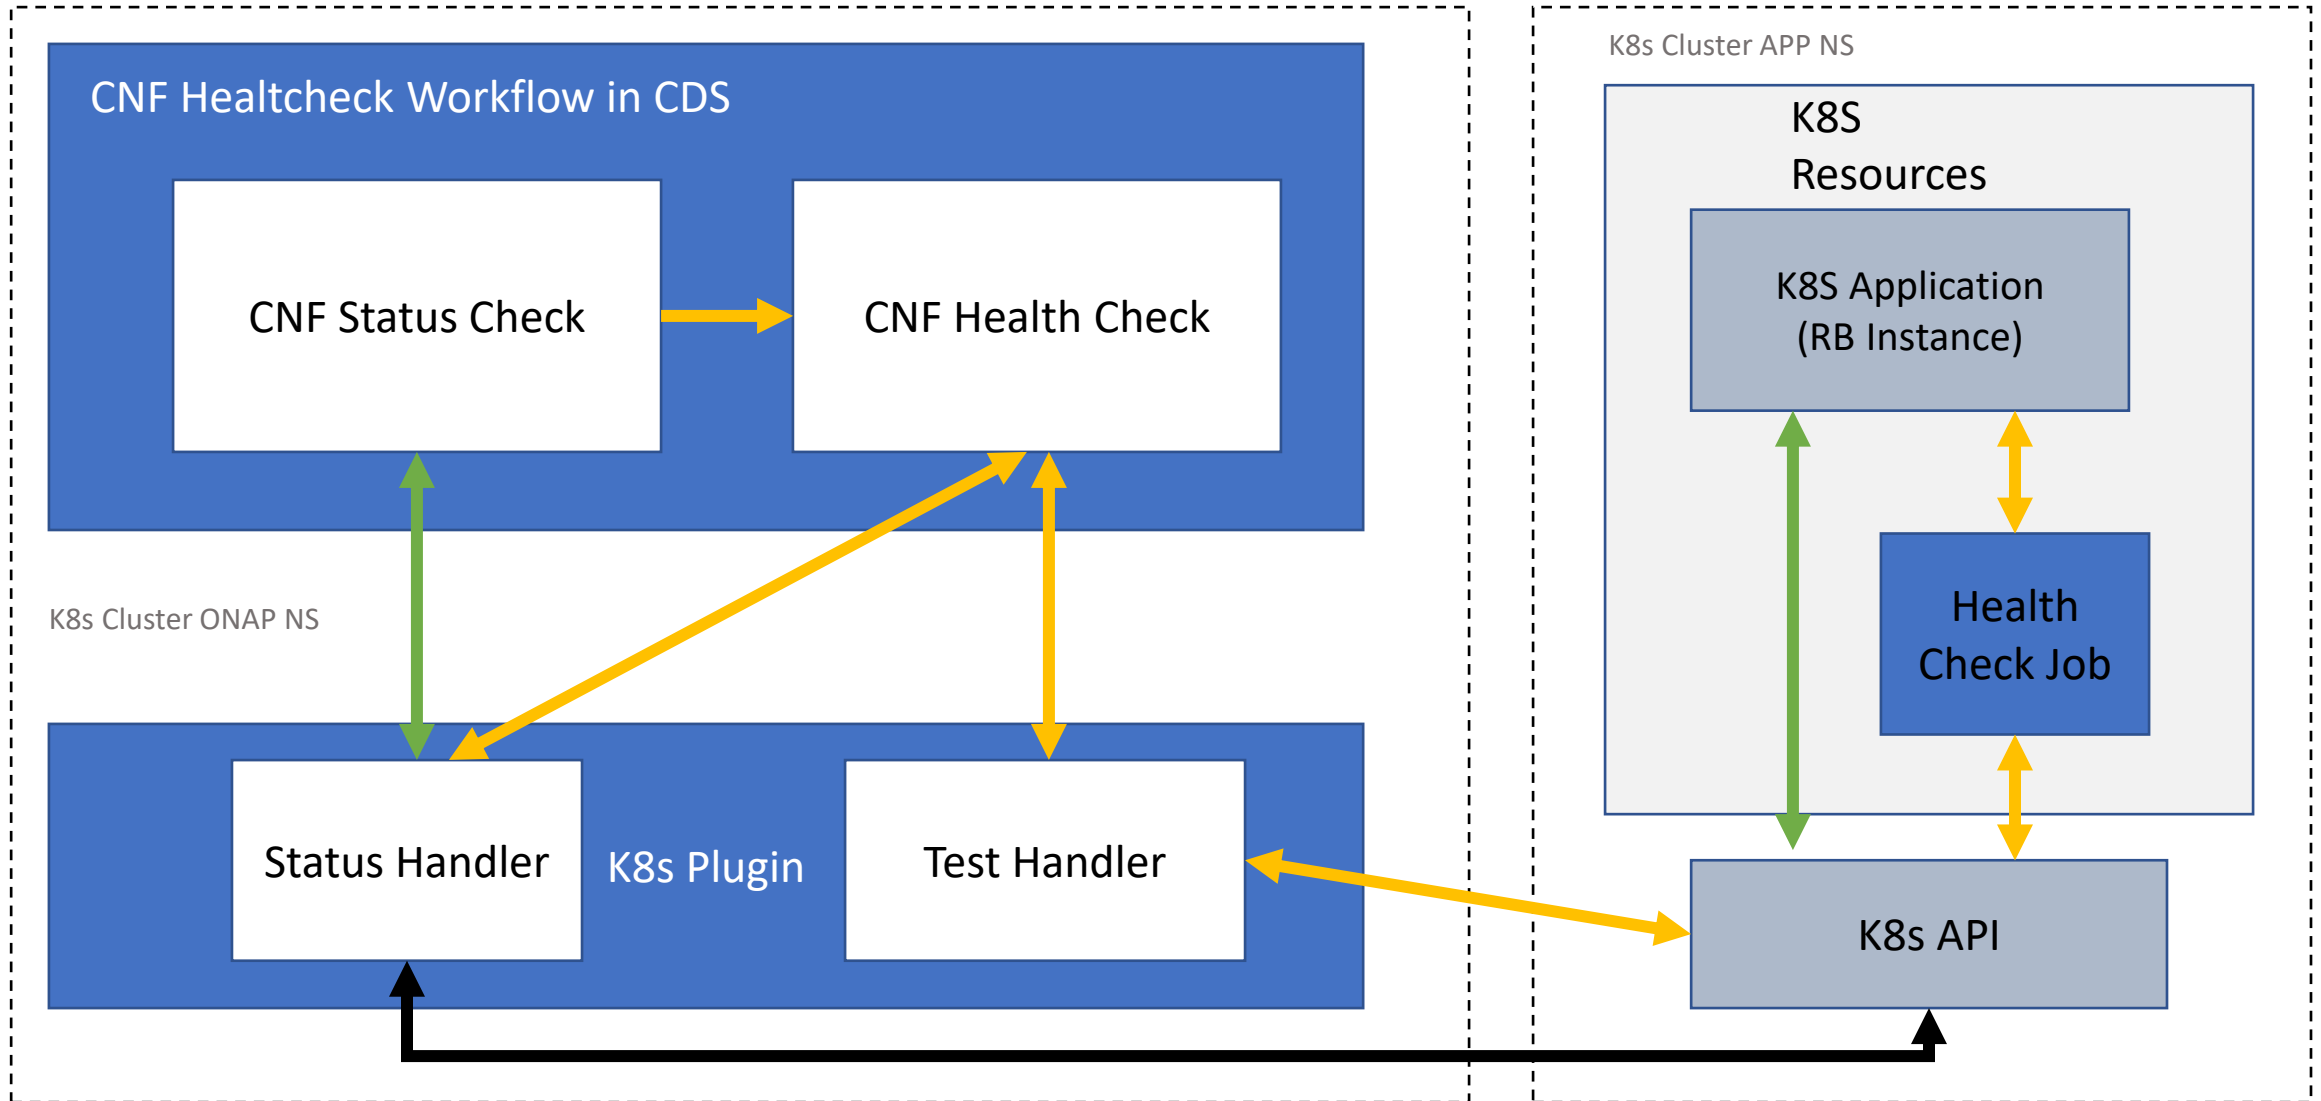 CNF Healtcheck Workflow in CDS
CNF Status Check
CNF Health Check
K8s Cluster ONAP NS
Status Handler
K8s Plugin
Test Handler
K8s Cluster APP NS
K8S
Resources
K8S Application
(RB Instance)
Health
Check Job
K8s API